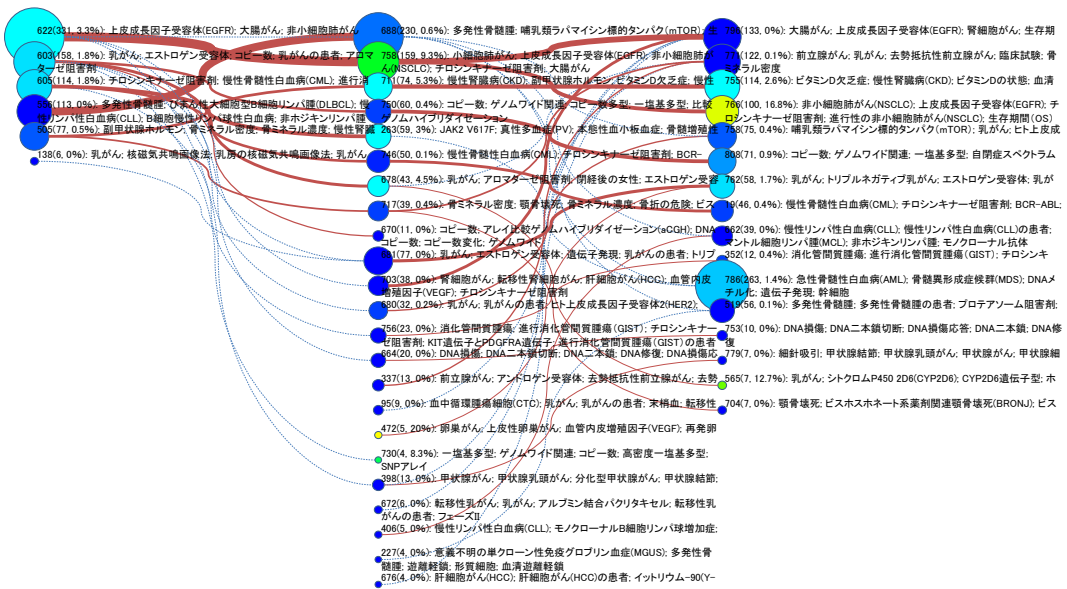 622(331, 3.3%): 上皮成長因子受容体(EGFR); 大腸がん; 非小細胞肺がん
603(158, 1.8%): 乳がん; エストロゲン受容体; コピー数; 乳がんの患者; アロマ
ターゼ阻害剤
605(114, 1.8%): チロシンキナーゼ阻害剤; 慢性骨髄性白血病(CML); 進行消
(113, 0%): 多発性骨髄腫; びまん性大細胞型B細胞リンパ腫(DLBCL); 慢
性リンパ性白血病(CLL); B細胞慢性リンパ球性白血病; 非ホジキンリンパ腫
505(77, 0.5%): 副甲状腺ホルモン; 骨ミネラル密度; 骨ミネラル濃度; 慢性腎臓
138(6, 0%): 乳がん; 核磁気共鳴画像法; 乳房の核磁気共鳴画像法; 乳がん
688(230, 0.6%): 多発性骨髄腫; 哺乳類ラパマイシン標的タンパク(mTOR);
758(159, 9.3%): 小細胞肺がん; 上皮成長因子受容体(EGFR); 非小細胞肺が
ん(NSCLC); チロシンキナーゼ阻害剤; 大腸がん
771(74, 5.3%): 慢性腎臓病(CKD); 副甲状腺ホルモン; ビタミンD欠乏症; 慢性
750(60, 0.4%): コピー数; ゲノムワイド関連; コピー数多型; 一塩基多型; 比較
ゲノムハイブリダイゼーション
263(59, 3%): JAK2 V617F; 真性多血症(PV); 本態性血小板血症; 骨髄増殖性
746(50, 0.1%): 慢性骨髄性白血病(CML); チロシンキナーゼ阻害剤; BCR-
678(43, 4.5%): 乳がん; アロマターゼ阻害剤; 閉経後の女性; エストロゲン受容
717(39, 0.4%): 骨ミネラル密度; 顎骨壊死; 骨ミネラル濃度; 骨折の危険; ビス
670(11, 0%): コピー数; アレイ比較ゲノムハイブリダイゼーション(aCGH); DNA
コピー数; コピー数変化; ゲノムワイド
(77, 0%): 乳がん; エストロゲン受容体; 遺伝子発現; 乳がんの患者; トリプ
703(38, 0%): 腎細胞がん; 転移性腎細胞がん; 肝細胞がん(HCC); 血管内皮
増殖因子(VEGF); チロシンキナーゼ阻害剤
680(32, 0.2%): 乳がん; 乳がんの患者; ヒト上皮成長因子受容体2(HER2);
756(23, 0%): 消化管間質腫瘍; 進行消化管間質腫瘍 (GIST); チロシンキナー
ゼ阻害剤; KIT遺伝子とPDGFRA遺伝子; 進行消化管間質腫瘍(GIST)の患者
664(20, 0%): DNA損傷; DNA二本鎖切断; DNA二本鎖; DNA修復; DNA損傷応
337(13, 0%): 前立腺がん; アンドロゲン受容体; 去勢抵抗性前立腺がん; 去勢
95(9, 0%): 血中循環腫瘍細胞(CTC); 乳がん; 乳がんの患者; 末梢血; 転移性
472(5, 20%): 卵巣がん; 上皮性卵巣がん; 血管内皮増殖因子(VEGF); 再発卵
730(4, 8.3%): 一塩基多型; ゲノムワイド関連; コピー数; 高密度一塩基多型;
SNPアレイ
398(13, 0%): 甲状腺がん; 甲状腺乳頭がん; 分化型甲状腺がん; 甲状腺結節;
672(6, 0%): 転移性乳がん; 乳がん; アルブミン結合パクリタキセル; 転移性乳
がんの患者; フェーズII
406(5, 0%): 慢性リンパ性白血病(CLL); モノクローナルB細胞リンパ球増加症;
227(4, 0%): 意義不明の単クローン性免疫グロブリン血症(MGUS); 多発性骨
髄腫; 遊離軽鎖; 形質細胞; 血清遊離軽鎖
676(4, 0%): 肝細胞がん(HCC); 肝細胞がん(HCC)の患者; イットリウム-90(Y-
(133, 0%): 大腸がん; 上皮成長因子受容体(EGFR); 腎細胞がん; 生存期
(122, 0.1%): 前立腺がん; 乳がん; 去勢抵抗性前立腺がん; 臨床試験; 骨
ミネラル密度
755(114, 2.6%): ビタミンD欠乏症; 慢性腎臓病(CKD); ビタミンDの状態; 血清
766(100, 16.8%): 非小細胞肺がん(NSCLC); 上皮成長因子受容体(EGFR); チ
ロシンキナーゼ阻害剤; 進行性の非小細胞肺がん(NSCLC); 生存期間(OS)
758(75, 0.4%): 哺乳類ラパマイシン標的タンパク(mTOR); 乳がん; ヒト上皮成
808(71, 0.9%): コピー数; ゲノムワイド関連; 一塩基多型; 自閉症スペクトラム
762(58, 1.7%): 乳がん; トリプルネガティブ乳がん; エストロゲン受容体; 乳が
19(46, 0.4%): 慢性骨髄性白血病(CML); チロシンキナーゼ阻害剤; BCR-ABL;
662(39, 0%): 慢性リンパ性白血病(CLL); 慢性リンパ性白血病(CLL)の患者;
マントル細胞リンパ腫(MCL); 非ホジキンリンパ腫; モノクローナル抗体
352(12, 0.4%): 消化管間質腫瘍; 進行消化管間質腫瘍(GIST); チロシンキ
786(263, 1.4%): 急性骨髄性白血病(AML); 骨髄異形成症候群(MDS); DNAメ
チル化; 遺伝子発現; 幹細胞
519(56, 0.1%): 多発性骨髄腫; 多発性骨髄腫の患者; プロテアソーム阻害剤;
753(10, 0%): DNA損傷; DNA二本鎖切断; DNA損傷応答; DNA二本鎖; DNA修
復
779(7, 0%): 細針吸引; 甲状腺結節; 甲状腺乳頭がん; 甲状腺がん; 甲状腺細
565(7, 12.7%): 乳がん; シトクロムP450 2D6(CYP2D6); CYP2D6遺伝子型; ホ
704(7, 0%): 顎骨壊死; ビスホスホネート系薬剤関連顎骨壊死(BRONJ); ビス